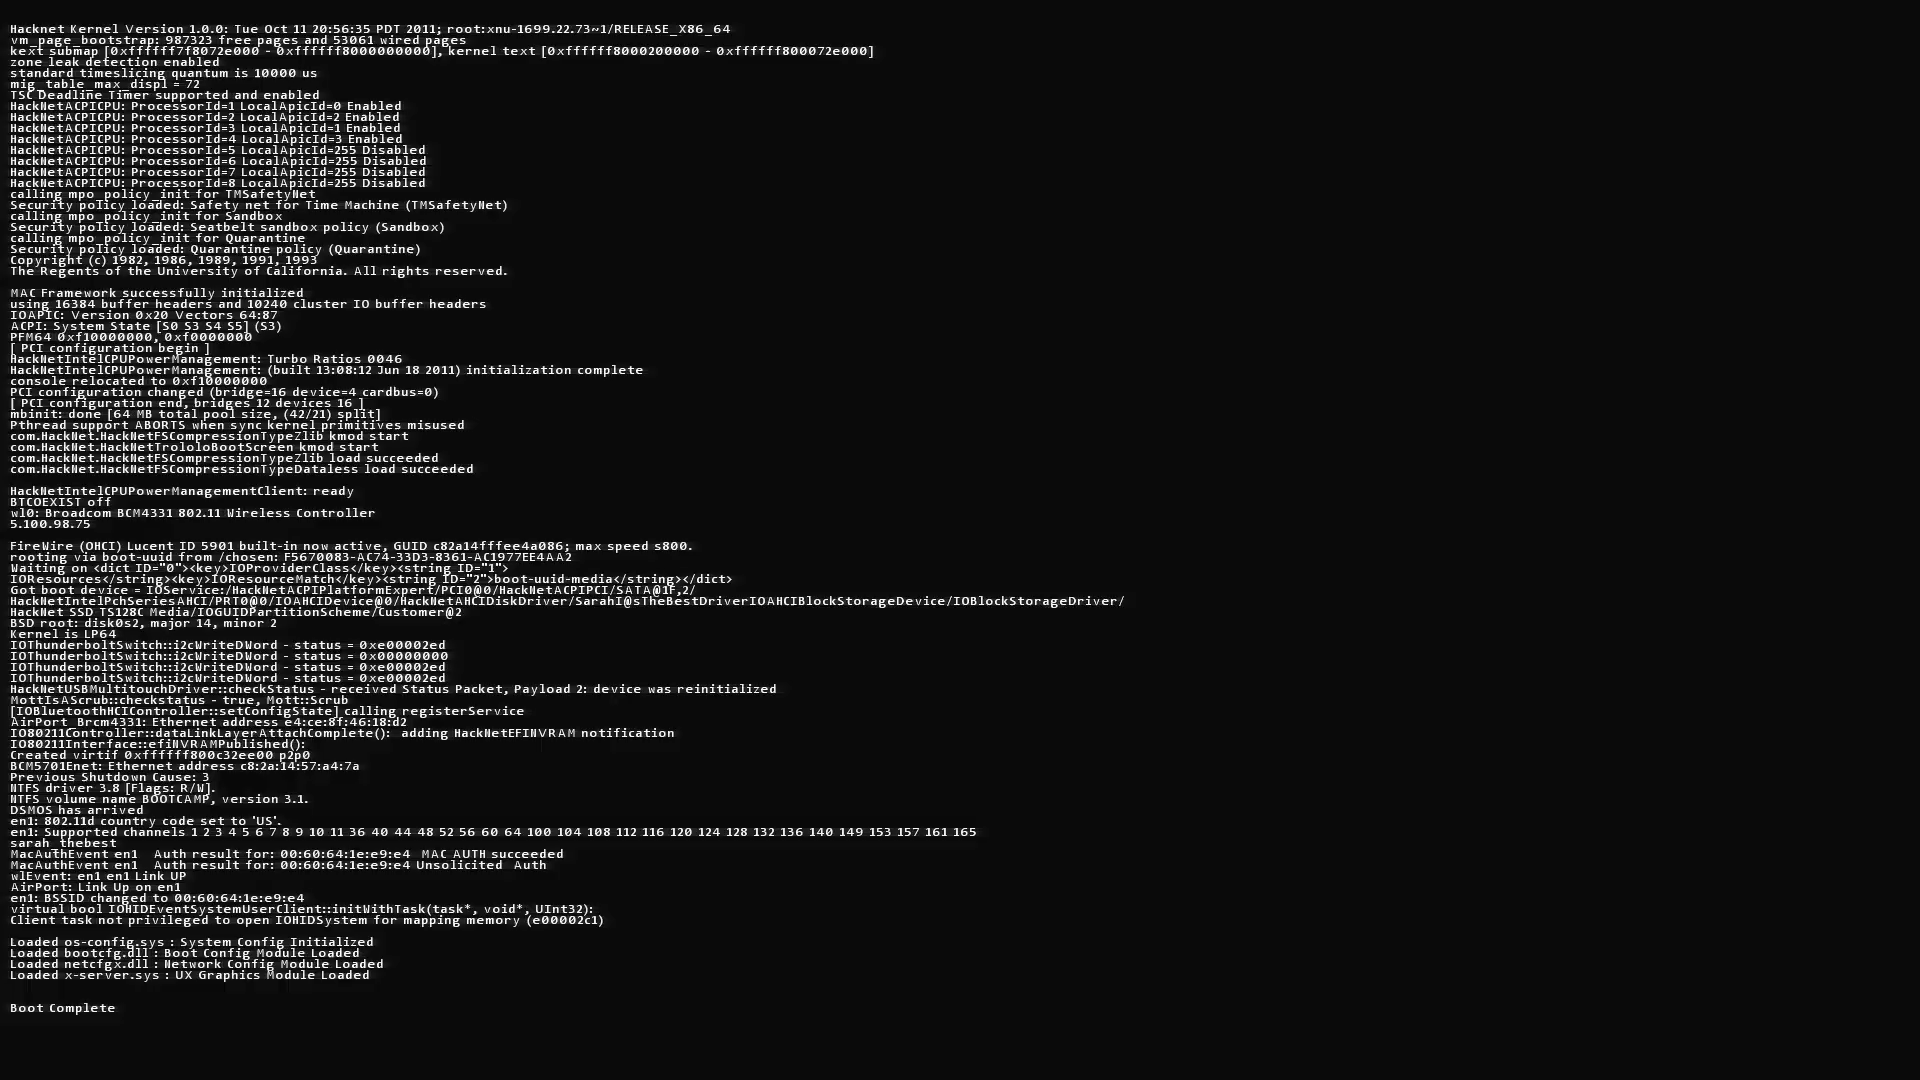 Hacknet Kernel Version 1.0.0: Tue Oct 11 20:56:35 PDT 2011; root:xnu-1699.22.73~1/RELEASE_X86_64
vm_page_bootstrap: 987323 free pages and 53061 wired pages
kext submap [0xffffff7f8072e000 - 0xffffff8000000000], kernel text [0xffffff8000200000 - 0xffffff800072e000]
zone leak detection enabled
standard timeslicing quantum is 10000 us
mig_table_max_displ = 72
TSC Deadline Timer supported and enabled
HackNetACPICPU: ProcessorId=1 LocalApicId=0 Enabled
HackNetACPICPU: ProcessorId=2 LocalApicId=2 Enabled
HackNetACPICPU: ProcessorId=3 LocalApicId=1 Enabled
HackNetACPICPU: ProcessorId=4 LocalApicId=3 Enabled
HackNetACPICPU: ProcessorId=5 LocalApicId=255 Disabled
HackNetACPICPU: ProcessorId=6 LocalApicId=255 Disabled
HackNetACPICPU: ProcessorId=7 LocalApicId=255 Disabled
HackNetACPICPU: ProcessorId=8 LocalApicId=255 Disabled
calling mpo_policy_init for TMSafetyNet
Security policy loaded: Safety net for Time Machine (TMSafetyNet)
calling mpo_policy_init for Sandbox
Security policy loaded: Seatbelt sandbox policy (Sandbox)
calling mpo_policy_init for Quarantine
Security policy loaded: Quarantine policy (Quarantine)
Copyright (c) 1982, 1986, 1989, 1991, 1993
The Regents of the University of California. All rights reserved.

MAC Framework successfully initialized
using 16384 buffer headers and 10240 cluster IO buffer headers
IOAPIC: Version 0x20 Vectors 64:87
ACPI: System State [S0 S3 S4 S5] (S3)
PFM64 0xf10000000, 0xf0000000
[ PCI configuration begin ]
HackNetIntelCPUPowerManagement: Turbo Ratios 0046
HackNetIntelCPUPowerManagement: (built 13:08:12 Jun 18 2011) initialization complete
console relocated to 0xf10000000
PCI configuration changed (bridge=16 device=4 cardbus=0)
[ PCI configuration end, bridges 12 devices 16 ]
mbinit: done [64 MB total pool size, (42/21) split]
Pthread support ABORTS when sync kernel primitives misused
com.HackNet.HackNetFSCompressionTypeZlib kmod start
com.HackNet.HackNetTrololoBootScreen kmod start
com.HackNet.HackNetFSCompressionTypeZlib load succeeded
com.HackNet.HackNetFSCompressionTypeDataless load succeeded

HackNetIntelCPUPowerManagementClient: ready
BTCOEXIST off
wl0: Broadcom BCM4331 802.11 Wireless Controller
5.100.98.75

FireWire (OHCI) Lucent ID 5901 built-in now active, GUID c82a14fffee4a086; max speed s800.
rooting via boot-uuid from /chosen: F5670083-AC74-33D3-8361-AC1977EE4AA2
Waiting on <dict ID="0"><key>IOProviderClass</key><string ID="1">
IOResources</string><key>IOResourceMatch</key><string ID="2">boot-uuid-media</string></dict>
Got boot device = IOService:/HackNetACPIPlatformExpert/PCI0@0/HackNetACPIPCI/SATA@1F,2/
HackNetIntelPchSeriesAHCI/PRT0@0/IOAHCIDevice@0/HackNetAHCIDiskDriver/SarahI@sTheBestDriverIOAHCIBlockStorageDevice/IOBlockStorageDriver/
HackNet SSD TS128C Media/IOGUIDPartitionScheme/Customer@2
BSD root: disk0s2, major 14, minor 2
Kernel is LP64
IOThunderboltSwitch::i2cWriteDWord - status = 0xe00002ed
IOThunderboltSwitch::i2cWriteDWord - status = 0x00000000
IOThunderboltSwitch::i2cWriteDWord - status = 0xe00002ed
IOThunderboltSwitch::i2cWriteDWord - status = 0xe00002ed
HackNetUSBMultitouchDriver::checkStatus - received Status Packet, Payload 2: device was reinitialized
MottIsAScrub::checkstatus - true, Mott::Scrub
[IOBluetoothHCIController::setConfigState] calling registerService
AirPort_Brcm4331: Ethernet address e4:ce:8f:46:18:d2
IO80211Controller::dataLinkLayerAttachComplete():  adding HackNetEFINVRAM notification
IO80211Interface::efiNVRAMPublished():
Created virtif 0xffffff800c32ee00 p2p0
BCM5701Enet: Ethernet address c8:2a:14:57:a4:7a
Previous Shutdown Cause: 3
NTFS driver 3.8 [Flags: R/W].
NTFS volume name BOOTCAMP, version 3.1.
DSMOS has arrived
en1: 802.11d country code set to 'US'.
en1: Supported channels 1 2 3 4 5 6 7 8 9 10 11 36 40 44 48 52 56 60 64 100 104 108 112 116 120 124 128 132 136 140 149 153 157 161 165
sarah_thebest
MacAuthEvent en1   Auth result for: 00:60:64:1e:e9:e4  MAC AUTH succeeded
MacAuthEvent en1   Auth result for: 00:60:64:1e:e9:e4 Unsolicited  Auth
wlEvent: en1 en1 Link UP
AirPort: Link Up on en1
en1: BSSID changed to 00:60:64:1e:e9:e4
virtual bool IOHIDEventSystemUserClient::initWithTask(task*, void*, UInt32):
Client task not privileged to open IOHIDSystem for mapping memory (e00002c1)

Loaded os-config.sys : System Config Initialized
Loaded bootcfg.dll : Boot Config Module Loaded
Loaded netcfgx.dll : Network Config Module Loaded
Loaded x-server.sys : UX Graphics Module Loaded

Boot Complete